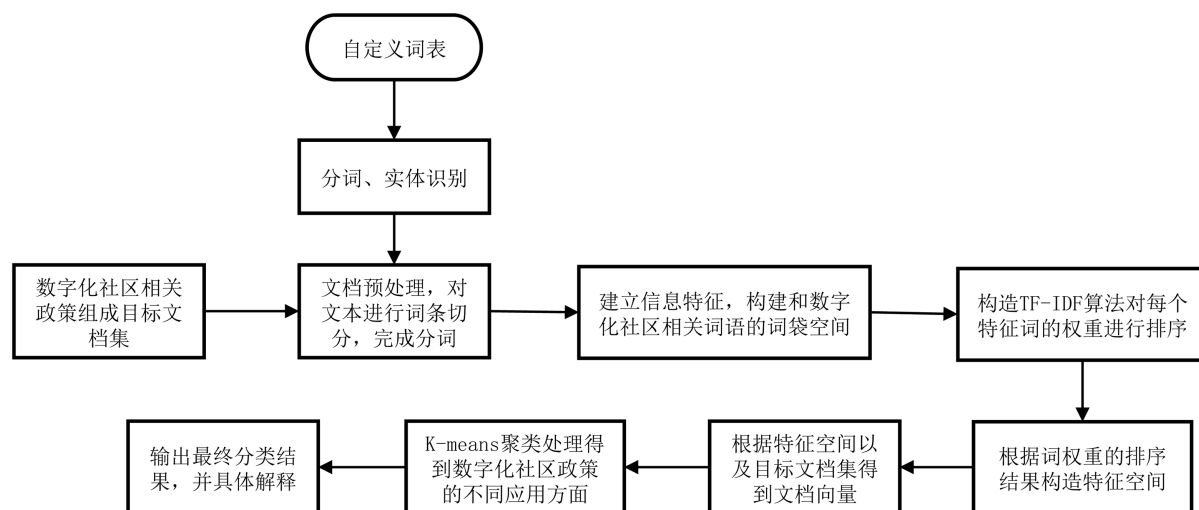 自定义词表
分词、实体识别
数字化社区相关
政策组成目标文
档集
文档预处理，对
文本进行词条切
分，完成分词
建立信息特征，构建和数字
化社区相关词语的词袋空间
构造TF-IDF算法对每个
特征词的权重进行排序
根据词权重的排序
结果构造特征空间
根据特征空间以
及目标文档集得
到文档向量
K-means聚类处理得
到数字化社区政策
的不同应用方面
输出最终分类结
果，并具体解释